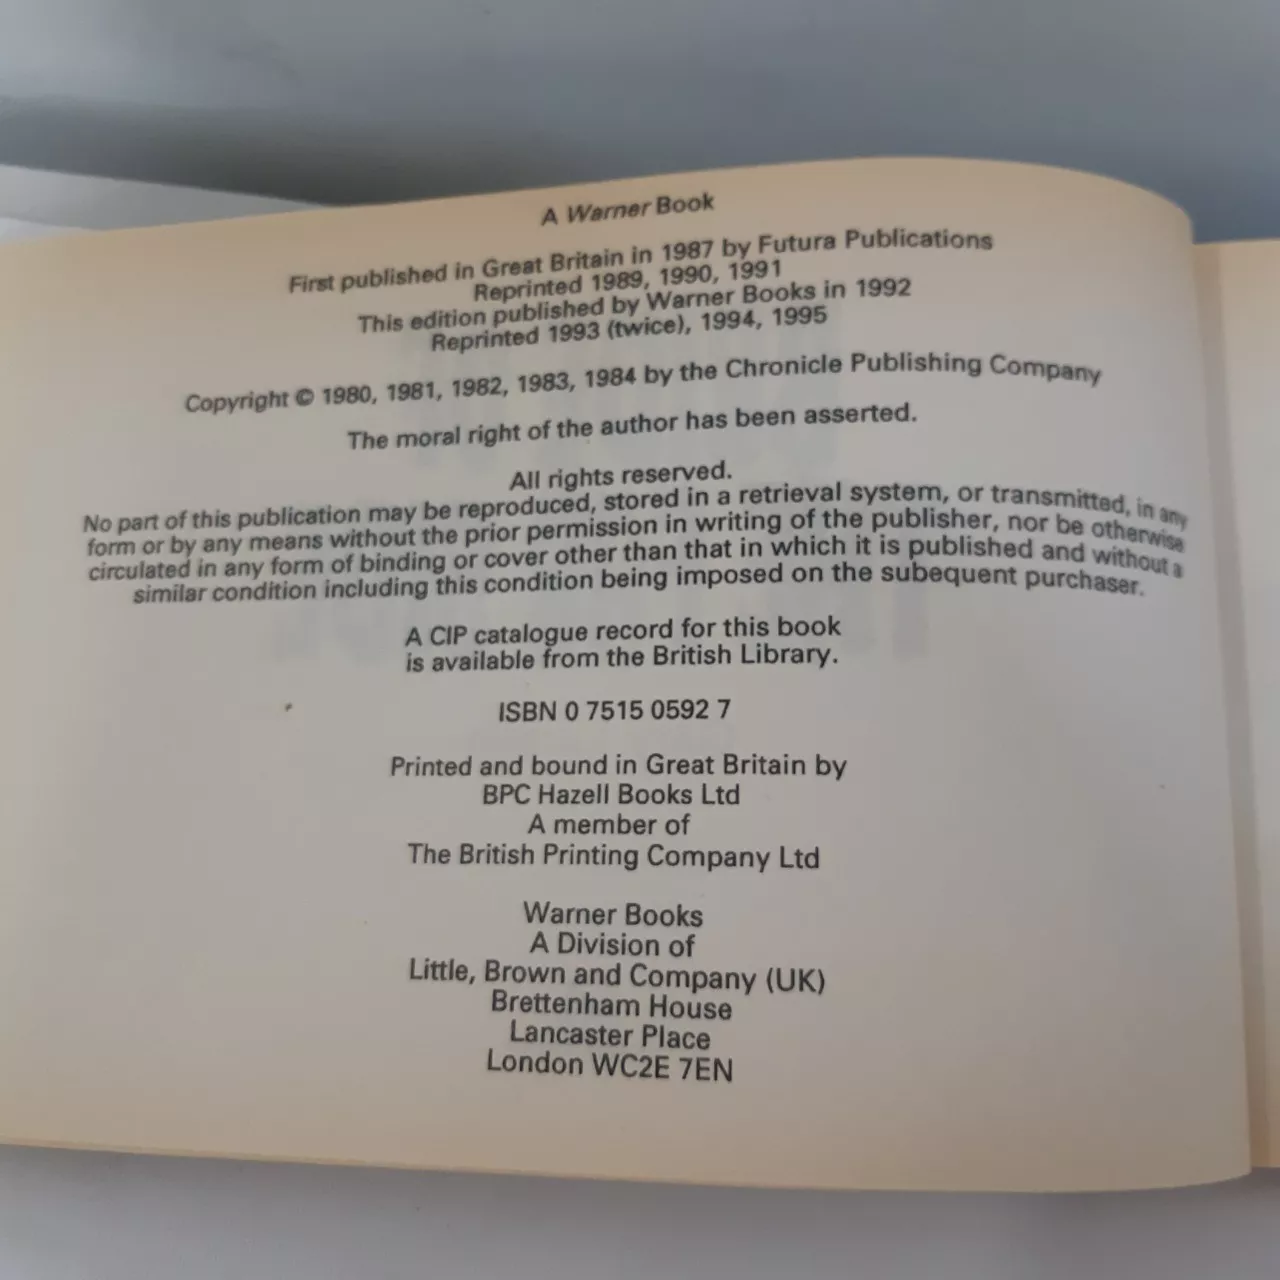 A Warner Book
First published in Great Britain in 1987 by Futura Publications
Reprinted 1989, 1990, 1991
This edition published by Warner Books in 1992
Reprinted 1993 (twice), 1994, 1995
Copyright © 1980, 1981, 1982, 1983, 1984 by the Chronicle Publishing Company
The moral right of the author has been asserted.
All rights reserved.
No part of this publication may be reproduced, stored in a retrieval system, or transmitted, in any
form or by any means without the prior permission in writing of the publisher, nor be otherwise
circulated in any form of binding or cover other than that in which it is published and without a
similar condition including this condition being imposed on the subequent purchaser.
A CIP catalogue record for this book
is available from the British Library.
ISBN 0 7515 0592 7
Printed and bound in Great Britain by
BPC Hazell Books Ltd
A member of
The British Printing Company Ltd
Warner Books
A Division of
Little, Brown and Company (UK)
Brettenham House
Lancaster Place
London WC2E 7EN